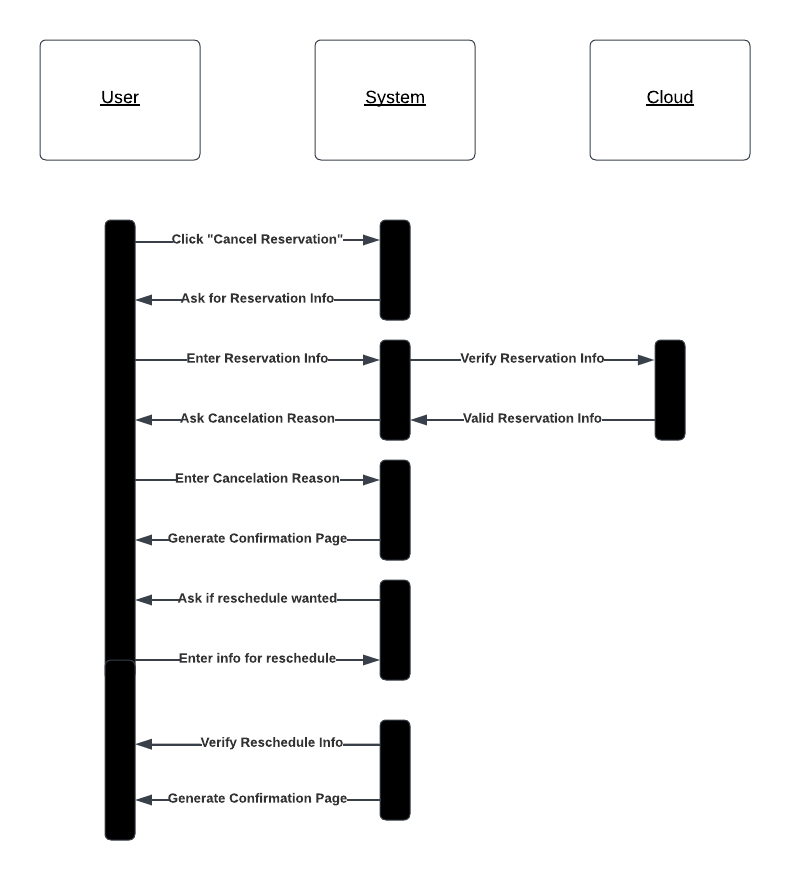 User
System
Cloud
Click "Cancel Reservation"
Ask for Reservation Info
Enter Reservation Info
Verify Reservation Info
Ask Cancelation Reason
Valid Reservation Info
Enter Cancelation Reason
Generate Confirmation Page
Ask if reschedule wanted
Enter info for reschedule
Verify Reschedule Info
Generate Confirmation Page